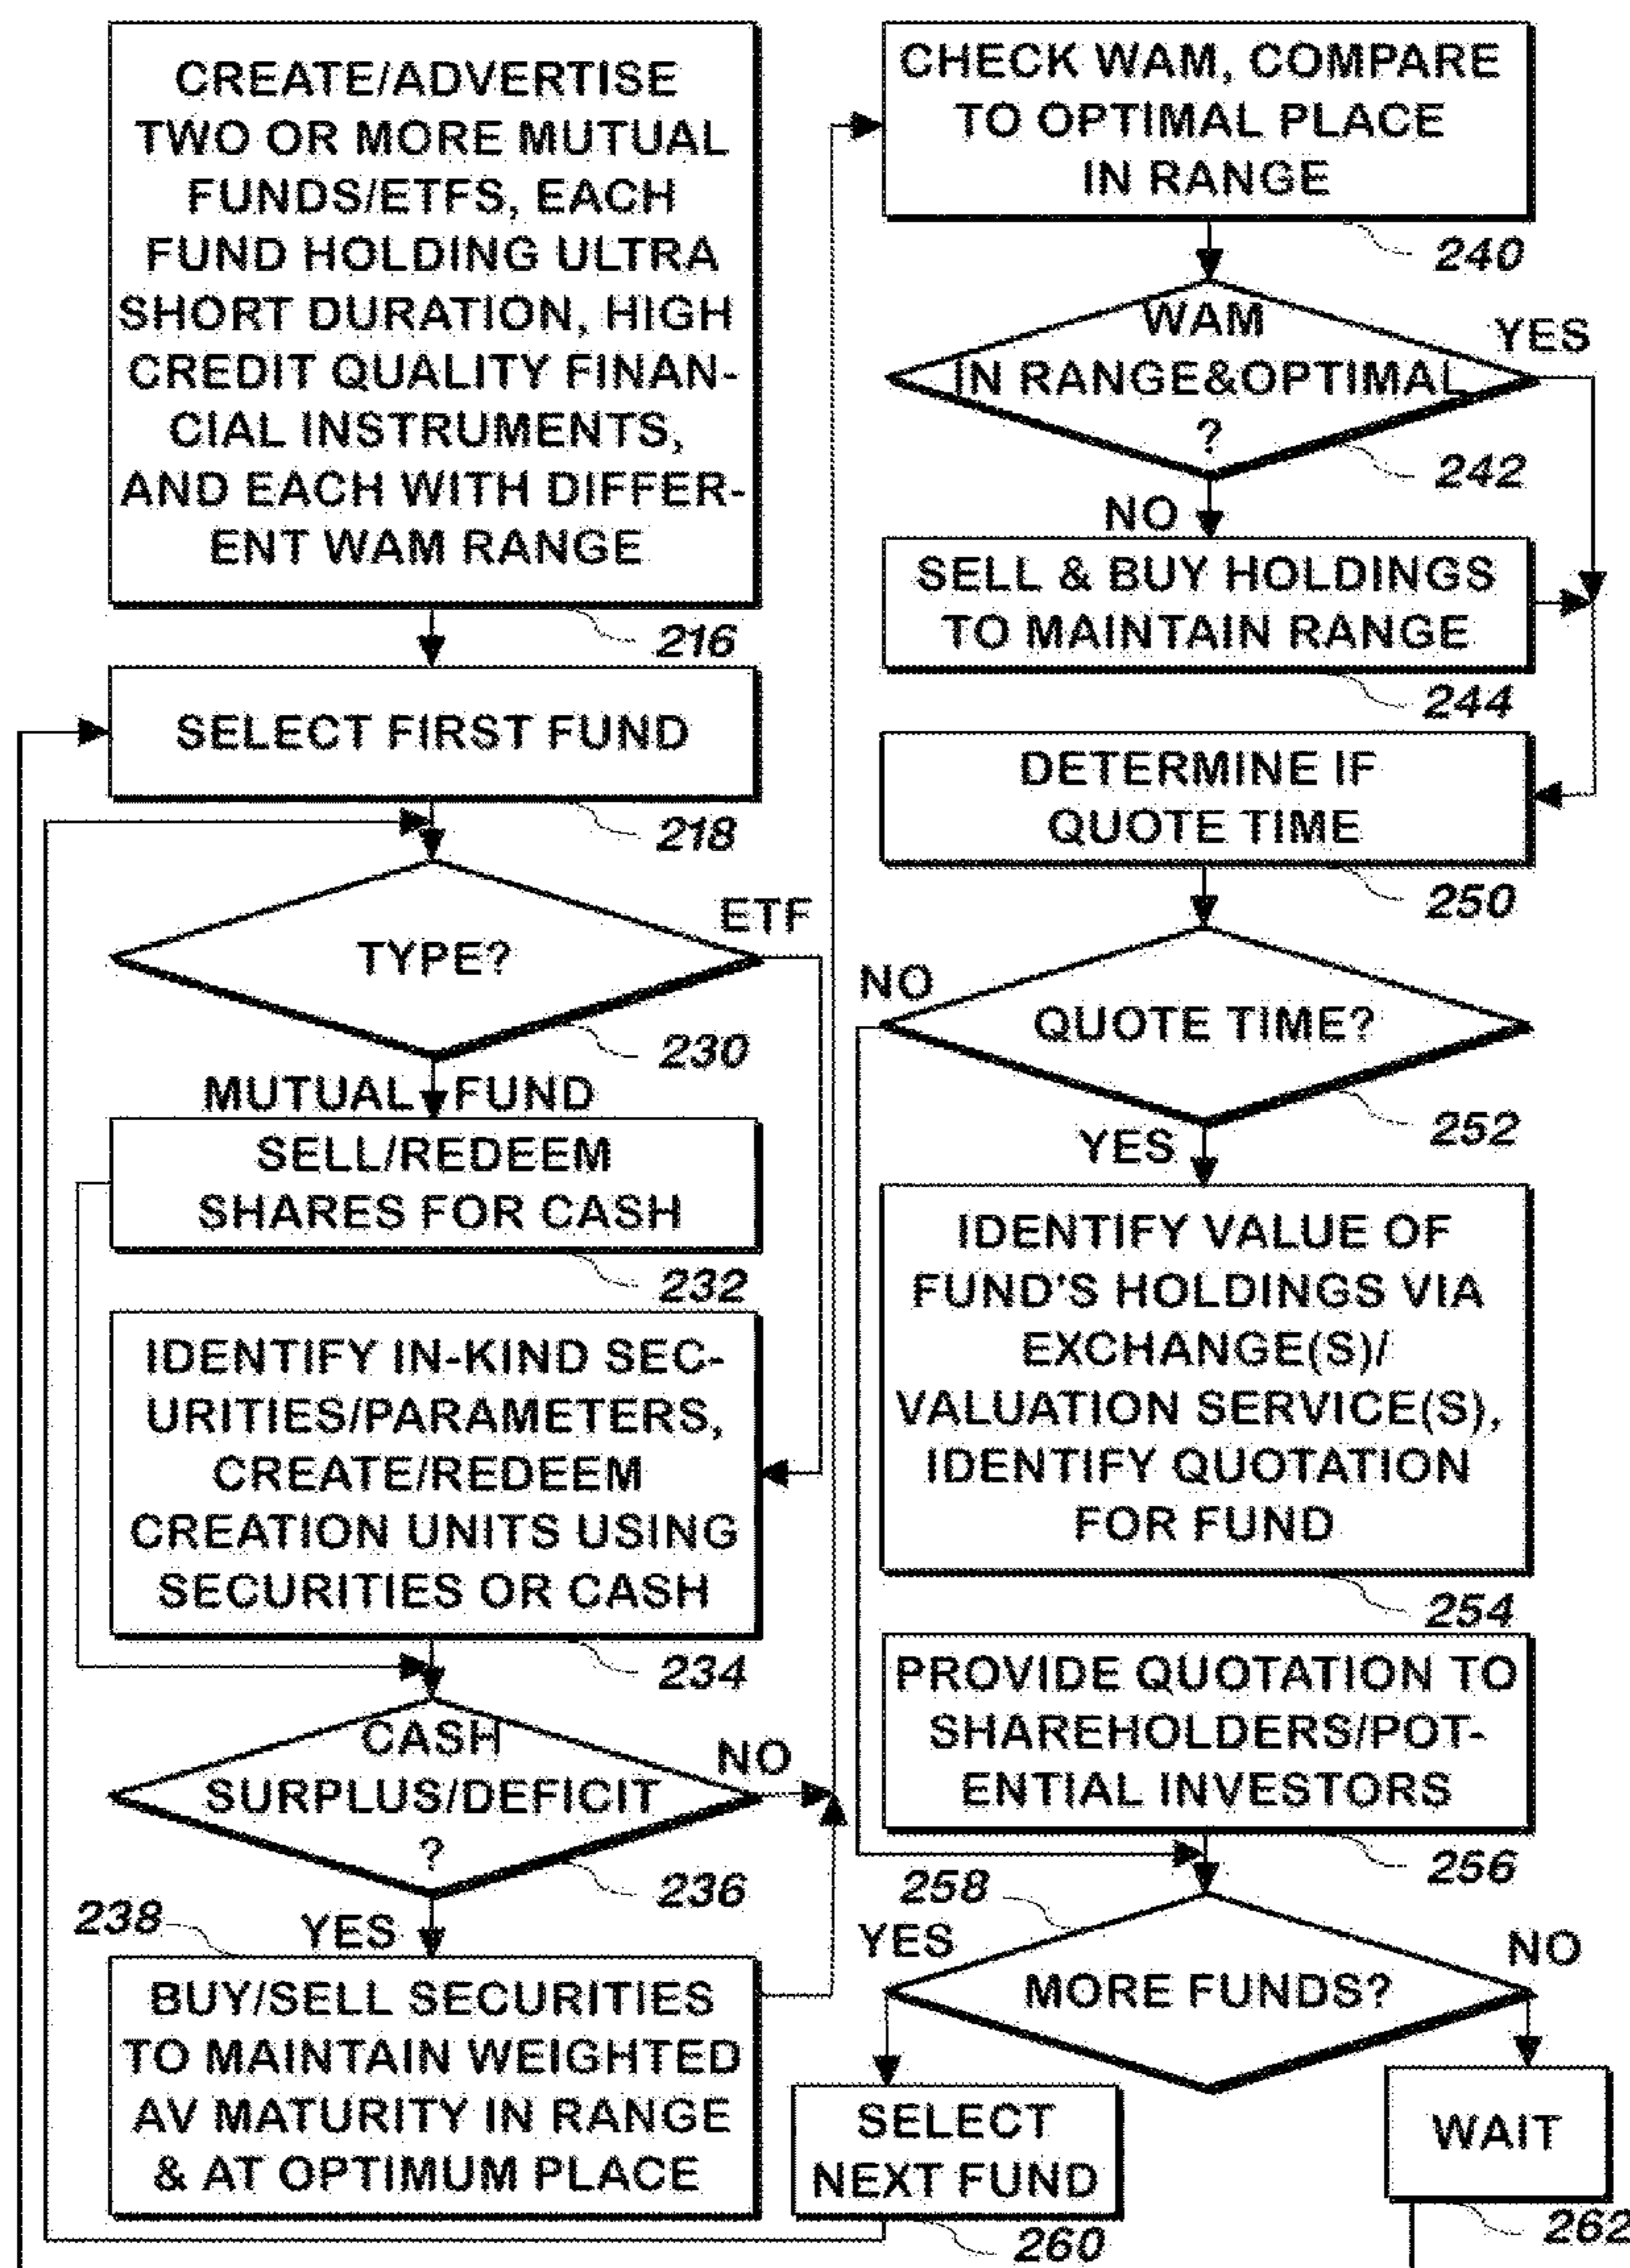 CREATE/ADVERTISE
TWO OR MORE MUTUAL
FUNDS/ETFS, EACH
FUND HOLDING ULTRA
SHORT DURATION, HIGH
CREDIT QUALITY FINAN-
CIAL INSTRUMENTS,
AND EACH WITH DIFFER-
ENT WAM RANGE
216
SELECT FIRST FUND
218
TYPE?
ETF
230
MUTUAL FUND
SELL/REDEEM
SHARES FOR CASH
232
IDENTIFY IN-KIND SEC-
URITIES/PARAMETERS,
CREATE/REDEEM
CREATION UNITS USING
SECURITIES OR CASH
234
CASH
SURPLUS/DEFICIT
?
NO
236
238
YES
BUY/SELL SECURITIES
TO MAINTAIN WEIGHTED
AV MATURITY IN RANGE
& AT OPTIMUM PLACE
CHECK WAM, COMPARE
TO OPTIMAL PLACE
IN RANGE
240
WAM
IN RANGE&OPTIMAL
?
YES
242
NO
SELL & BUY HOLDINGS
TO MAINTAIN RANGE
244
DETERMINE IF
QUOTE TIME
250
NO
QUOTE TIME?
252
YES
IDENTIFY VALUE OF
FUND'S HOLDINGS VIA
EXCHANGE(S)/
VALUATION SERVICE(S),
IDENTIFY QUOTATION
FOR FUND
254
PROVIDE QUOTATION TO
SHAREHOLDERS/POT-
ENTIAL INVESTORS
256
258
YES
MORE FUNDS?
NO
SELECT
NEXT FUND
260
WAIT
262